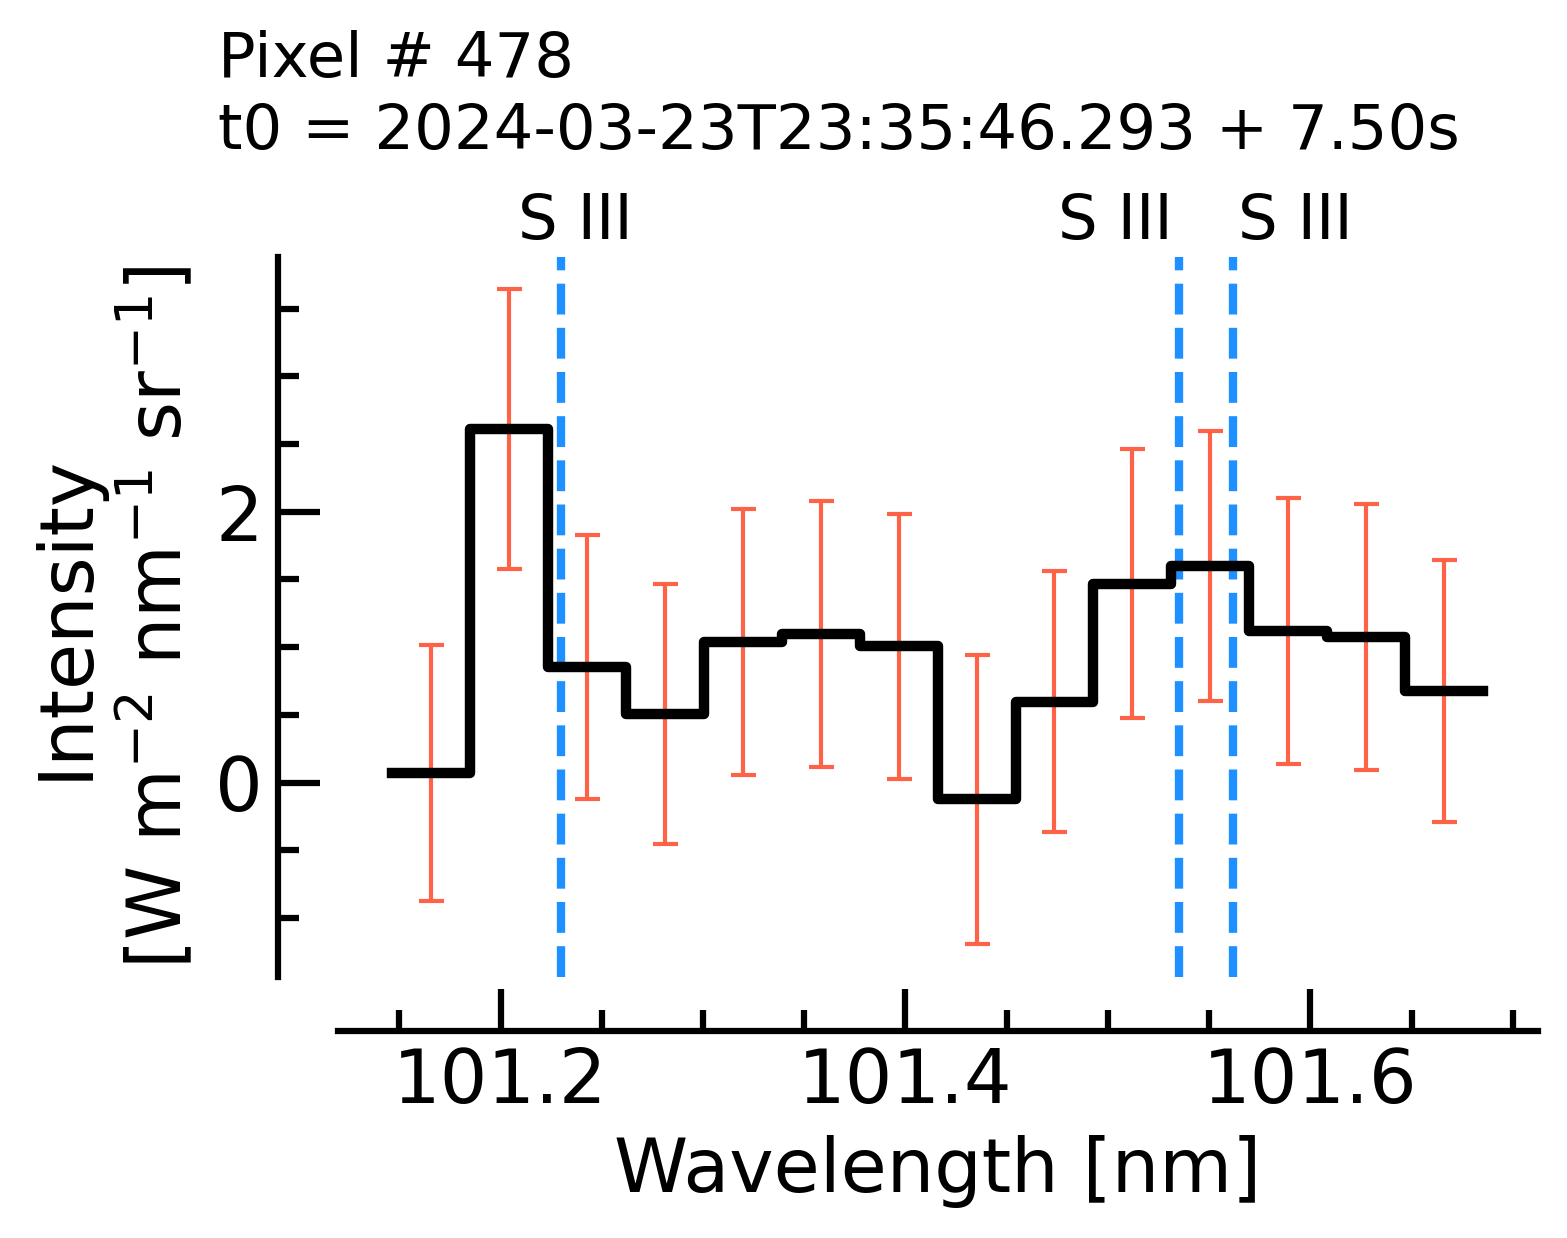 Pixel # 478
t0 = 2024-03-23T23:35:46.293 + 7.50s
S III S III S III
Intensity
[W m⁻² nm⁻¹ sr⁻¹]
2
0
101.2 101.4 101.6
Wavelength [nm]